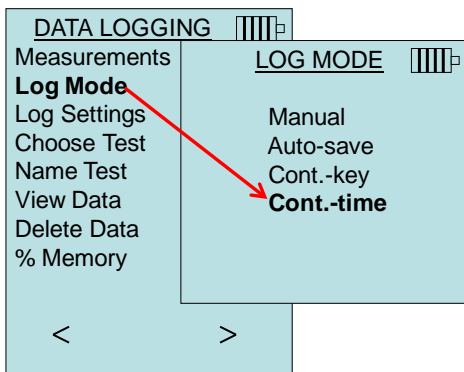 DATA LOGGING
Measurements
Log Mode
Log Settings
Choose Test
Name Test
View Data
Delete Data
% Memory
< >
LOG MODE
Manual
Auto-save
Cont.-key
Cont.-time